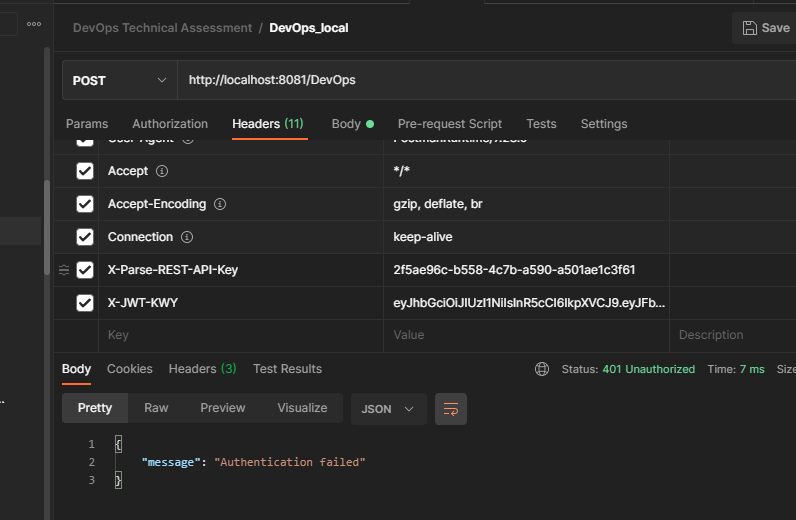 DevOps Technical Assessment / DevOps_local
Save
POST http://localhost:8081/DevOps
Params Authorization Headers (11) Body Pre-request Script Tests Settings
Accept */*
Accept-Encoding gzip, deflate, br
Connection keep-alive
X-Parse-REST-API-Key 2f5ae96c-b558-4c7b-a590-a501ae1c3f61
X-JWT-KWY eyJhbGciOiJIUzI1NiIsInR5cCI6IkpXVCJ9.eyJFb...
Key Value Description
Body Cookies Headers (3) Test Results Status: 401 Unauthorized Time: 7 ms Size
Pretty Raw Preview Visualize JSON
1 {
2 "message": "Authentication failed"
3 }